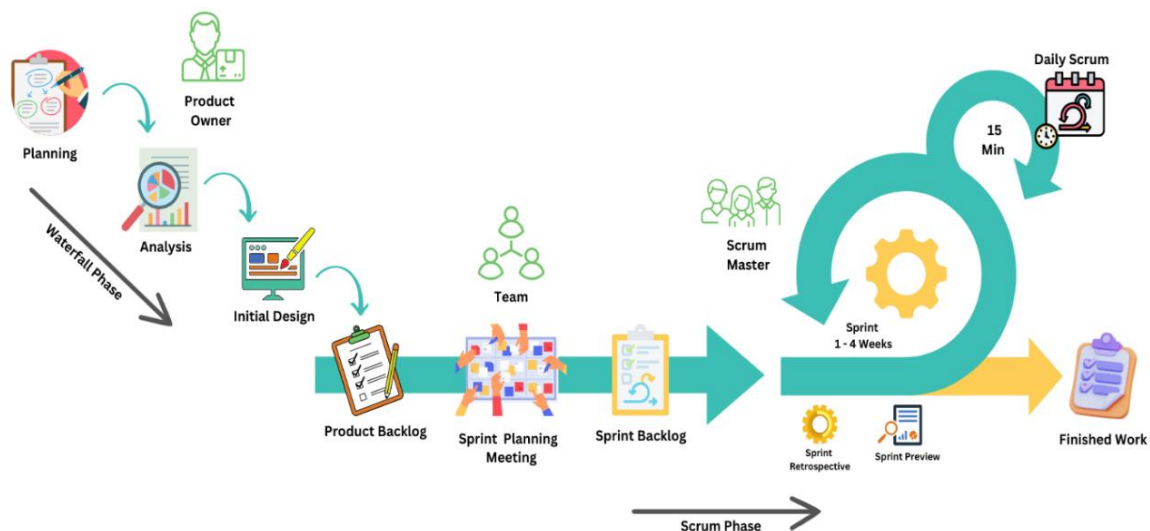 Planning
Product
Owner
Waterfall Phase
Analysis
Initial Design
Product Backlog
Team
Sprint Planning
Meeting
Sprint Backlog
Scrum
Master
Daily Scrum
15
Min
Sprint
1 - 4 Weeks
Sprint
Retrospective
Sprint Preview
Finished Work
Scrum Phase